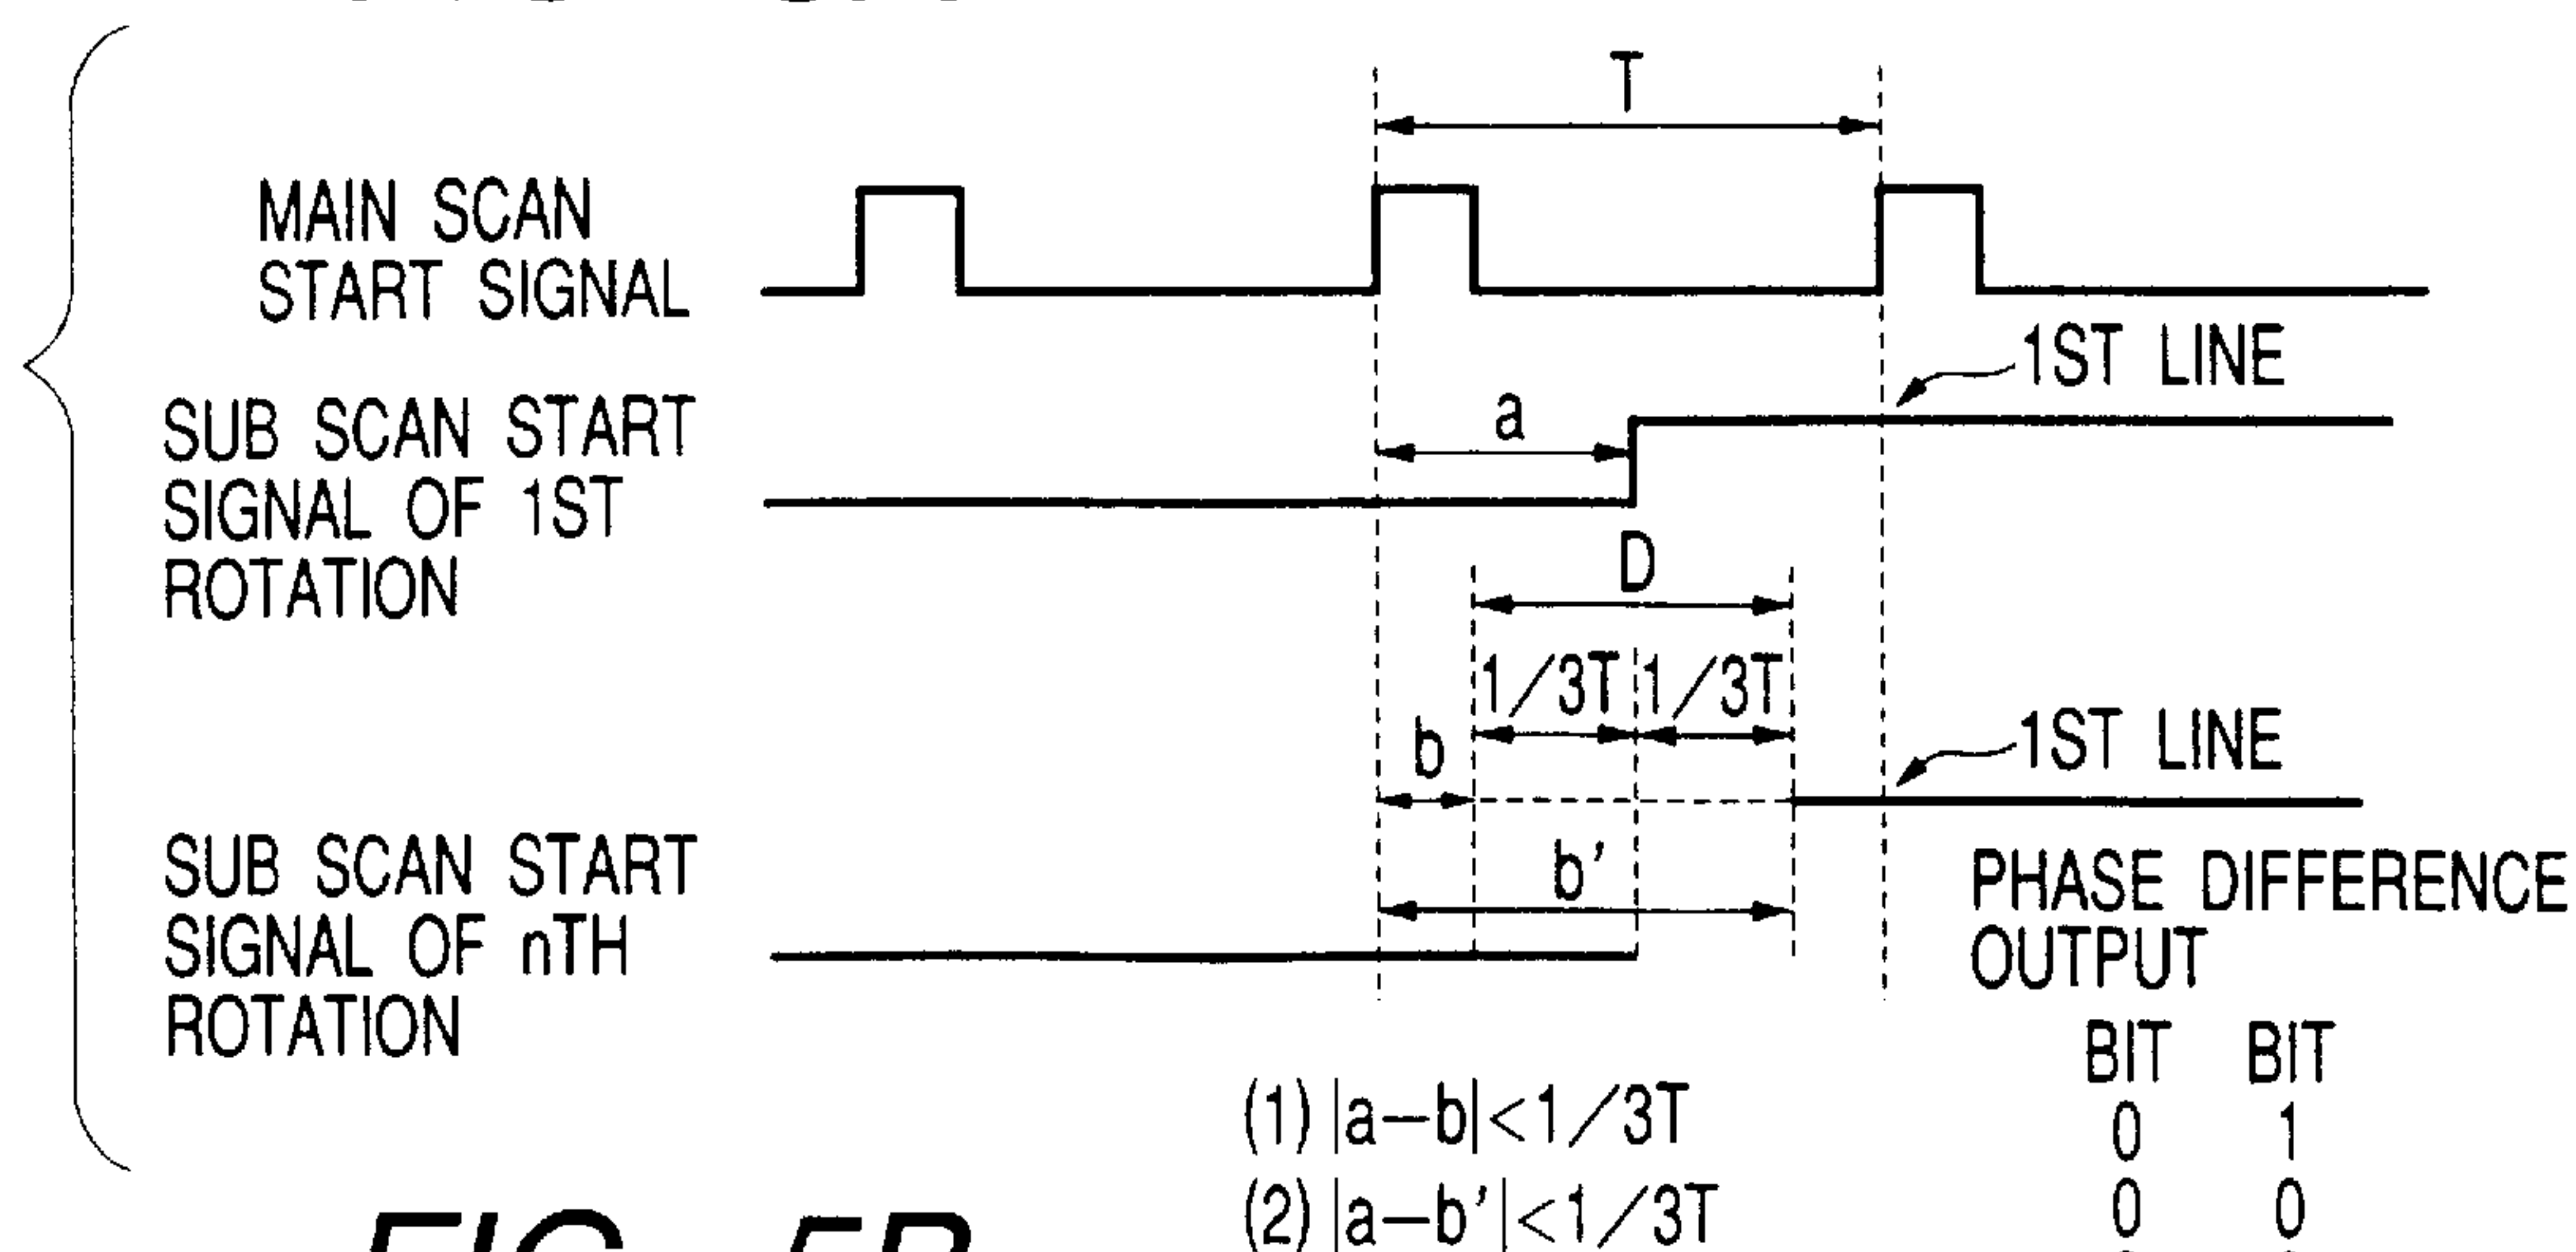 T
MAIN SCAN
START SIGNAL
1ST LINE
a
SUB SCAN START
SIGNAL OF 1ST
ROTATION
D
1/3T 1/3T
b
1ST LINE
b'
SUB SCAN START
SIGNAL OF nTH
ROTATION
PHASE DIFFERENCE
OUTPUT
BIT BIT
(1) |a−b|<1/3T 0 1
(2) |a−b'|<1/3T 0 0
FIG. 5B